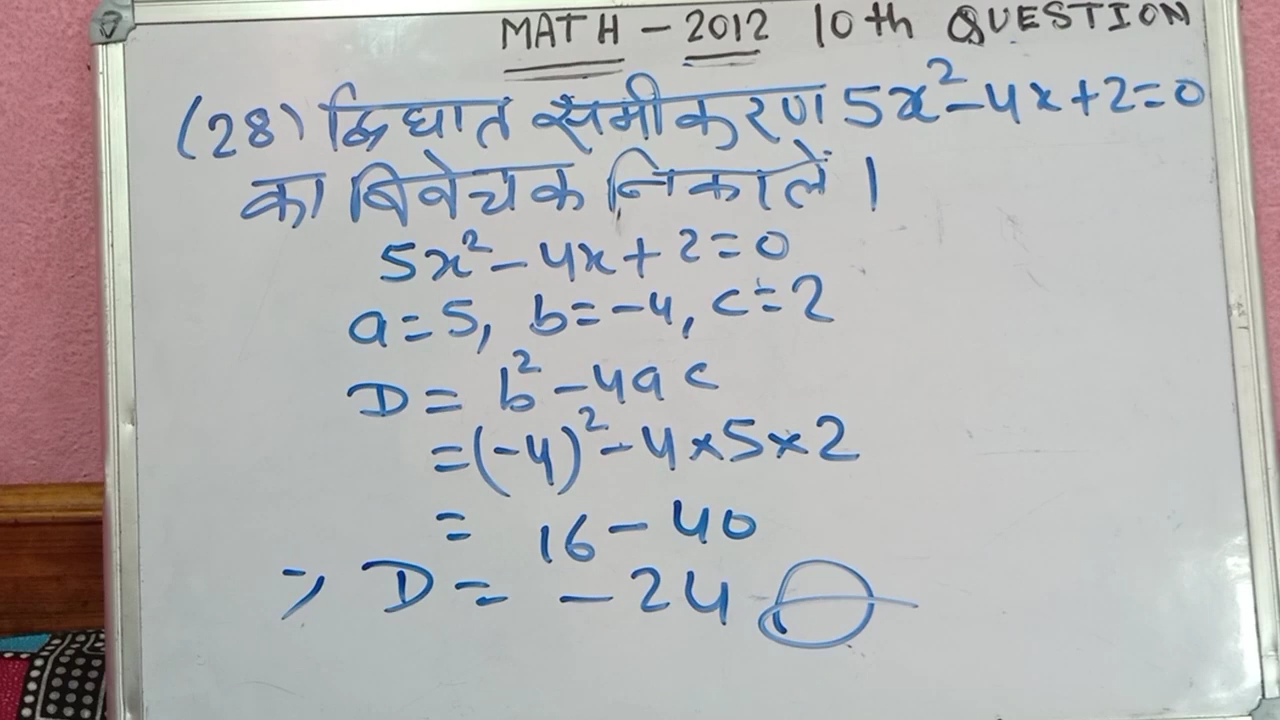 MATH - 2012 10th QUESTION
(28) द्विघात समीकरण 5x²-4x+2=0
का विवेचक निकालें ।
5x²-4x+2=0
a=5, b=-4, c=2
D = b²-4ac
=(-4)²-4×5×2
= 16-40
⇒ D = -24